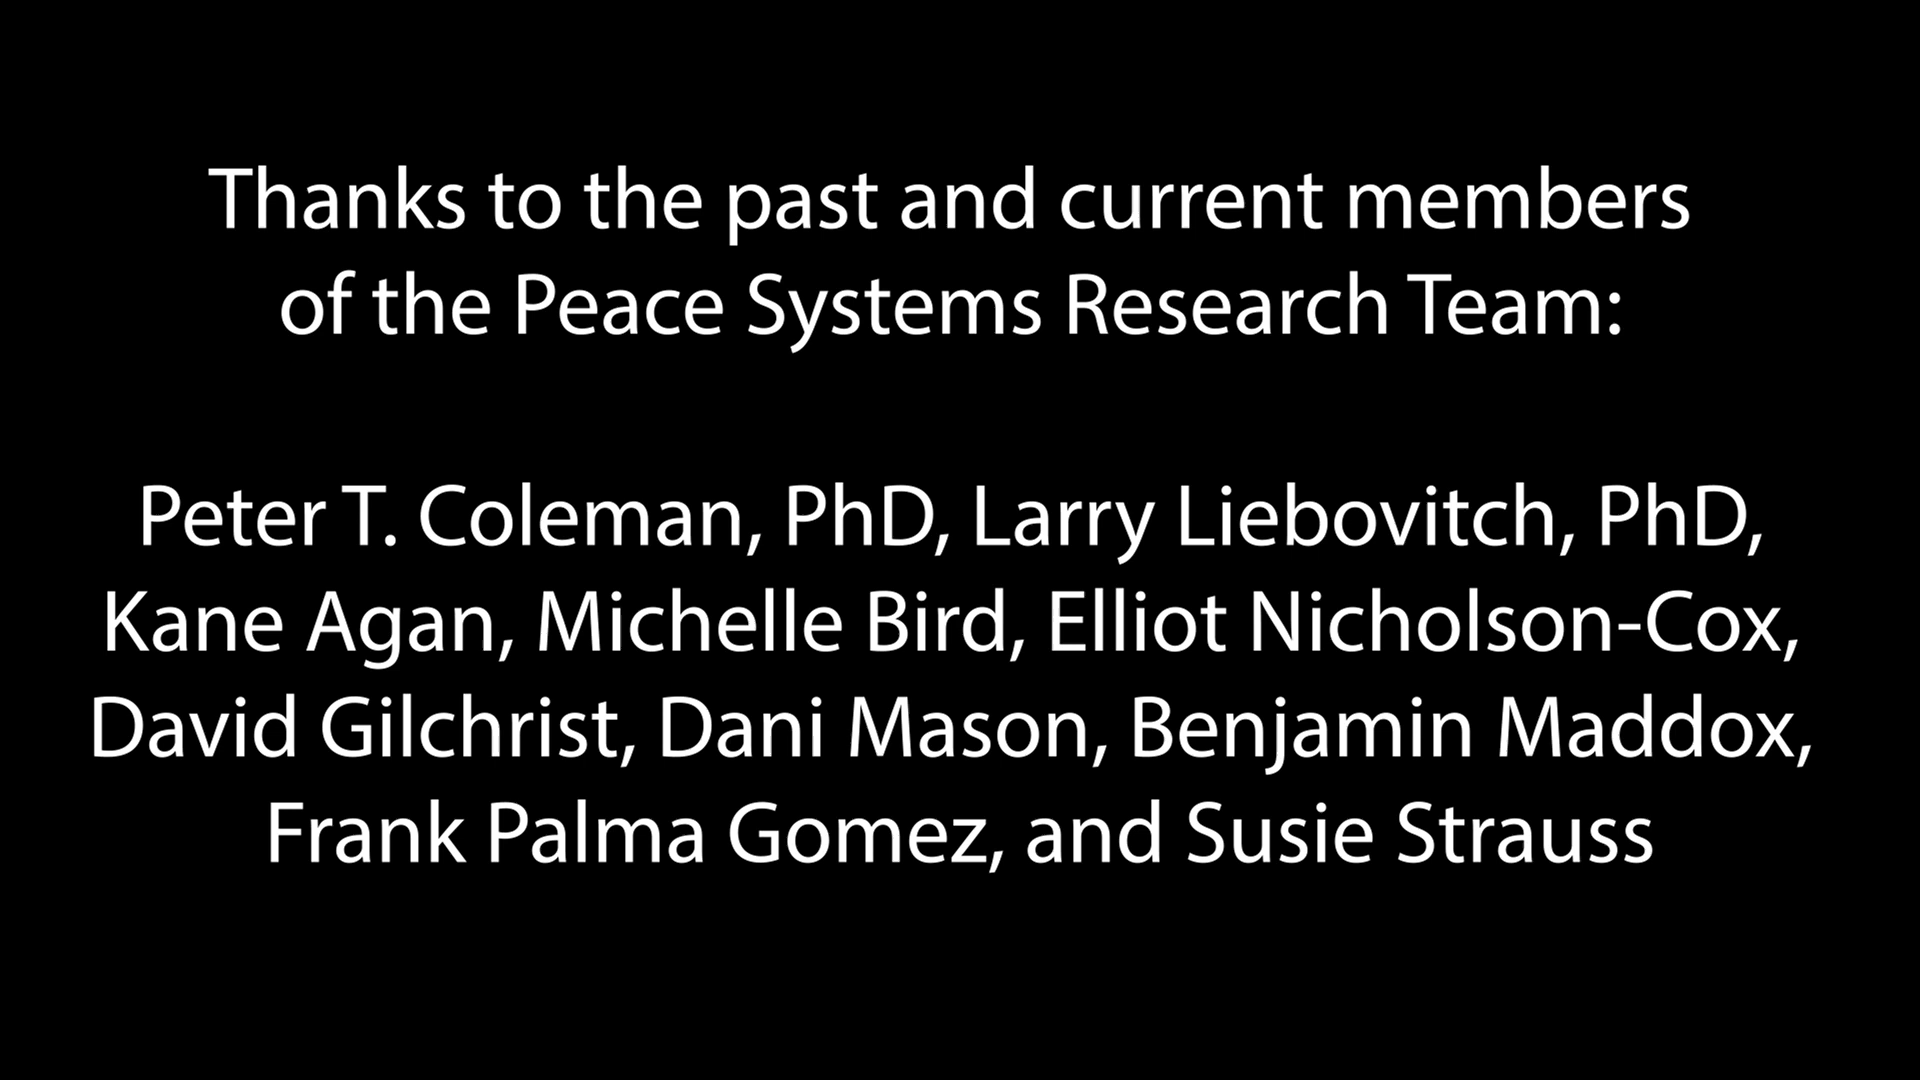 Thanks to the past and current members
of the Peace Systems Research Team:
Peter T. Coleman, PhD, Larry Liebovitch, PhD,
Kane Agan, Michelle Bird, Elliot Nicholson-Cox,
David Gilchrist, Dani Mason, Benjamin Maddox,
Frank Palma Gomez, and Susie Strauss